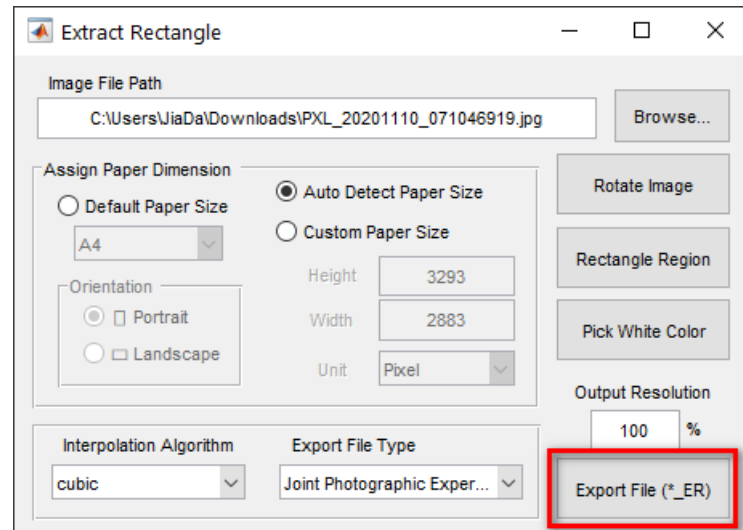 Extract Rectangle
Image File Path
C:\Users\JiaDa\Downloads\PXL_20201110_071046919.jpg
Browse...
Assign Paper Dimension
Default Paper Size
A4
Orientation
Portrait
Landscape
Auto Detect Paper Size
Custom Paper Size
Height
3293
Width
2883
Unit
Pixel
Rotate Image
Rectangle Region
Pick White Color
Output Resolution
100 %
Interpolation Algorithm
cubic
Export File Type
Joint Photographic Exper...
Export File (*_ER)